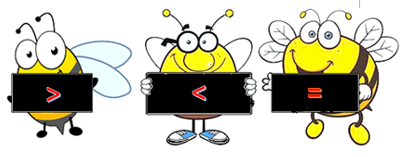 > < =